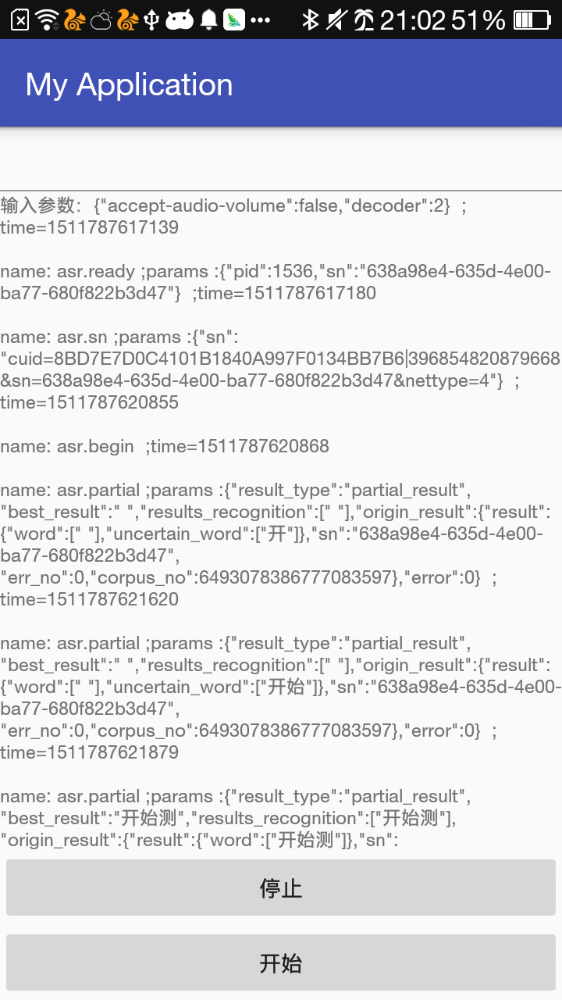 21:02 51%
My Application
输入参数：{"accept-audio-volume":false,"decoder":2}  ;
time=1511787617139
name: asr.ready ;params :{"pid":1536,"sn":"638a98e4-635d-4e00-
ba77-680f822b3d47"}  ;time=1511787617180
name: asr.sn ;params :{"sn":
"cuid=8BD7E7D0C4101B1840A997F0134BB7B6|396854820879668
&sn=638a98e4-635d-4e00-ba77-680f822b3d47&nettype=4"}  ;
time=1511787620855
name: asr.begin  ;time=1511787620868
name: asr.partial ;params :{"result_type":"partial_result",
"best_result":" ","results_recognition":[" "],"origin_result":{"result":
{"word":[" "],"uncertain_word":["开"]},"sn":"638a98e4-635d-4e00-
ba77-680f822b3d47",
"err_no":0,"corpus_no":6493078386777083597},"error":0}  ;
time=1511787621620
name: asr.partial ;params :{"result_type":"partial_result",
"best_result":" ","results_recognition":[" "],"origin_result":{"result":
{"word":[" "],"uncertain_word":["开始"]},"sn":"638a98e4-635d-4e00-
ba77-680f822b3d47",
"err_no":0,"corpus_no":6493078386777083597},"error":0}  ;
time=1511787621879
name: asr.partial ;params :{"result_type":"partial_result",
"best_result":"开始测","results_recognition":["开始测"],
"origin_result":{"result":{"word":["开始测"]},"sn":
停止
开始